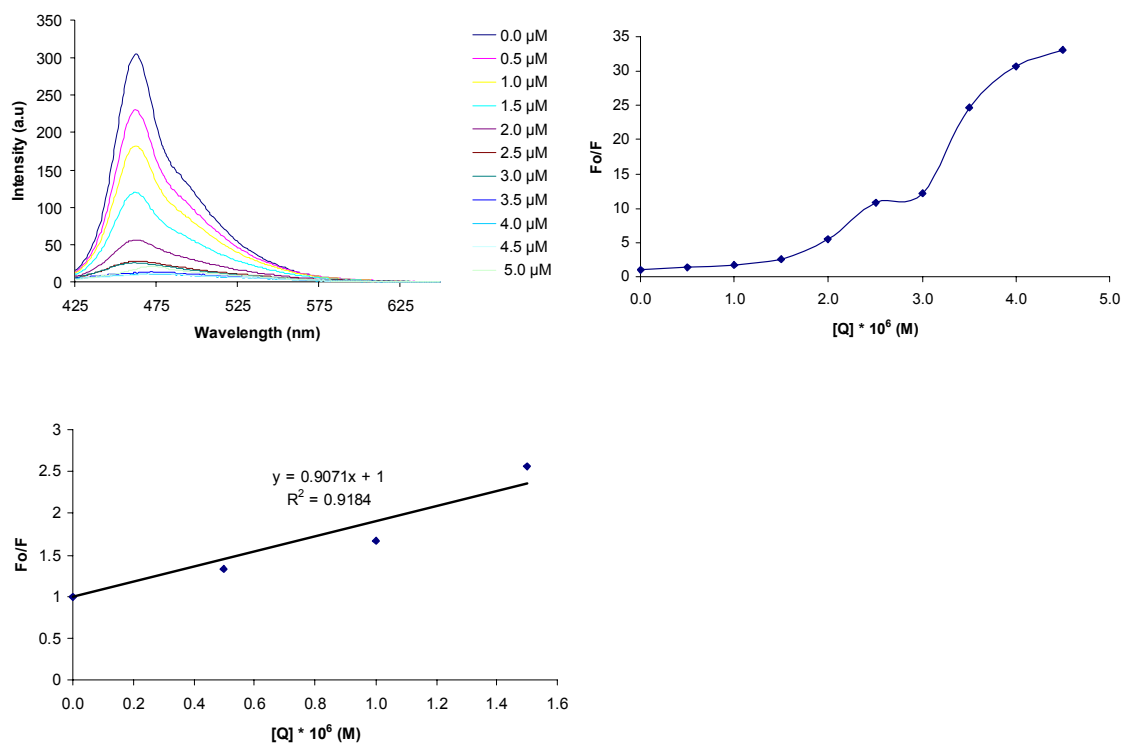 350
300
250
200
150
100
50
0
425 475 525 575 625
Intensity (a.u)
Wavelength (nm)
0.0 µM
0.5 µM
1.0 µM
1.5 µM
2.0 µM
2.5 µM
3.0 µM
3.5 µM
4.0 µM
4.5 µM
5.0 µM
35
30
25
20
15
10
5
0
0.0 1.0 2.0 3.0 4.0 5.0
Fo/F
[Q] * 10⁶ (M)
3
2.5
2
1.5
1
0.5
0
0.0 0.2 0.4 0.6 0.8 1.0 1.2 1.4 1.6
Fo/F
y = 0.9071x + 1
R² = 0.9184
[Q] * 10⁶ (M)